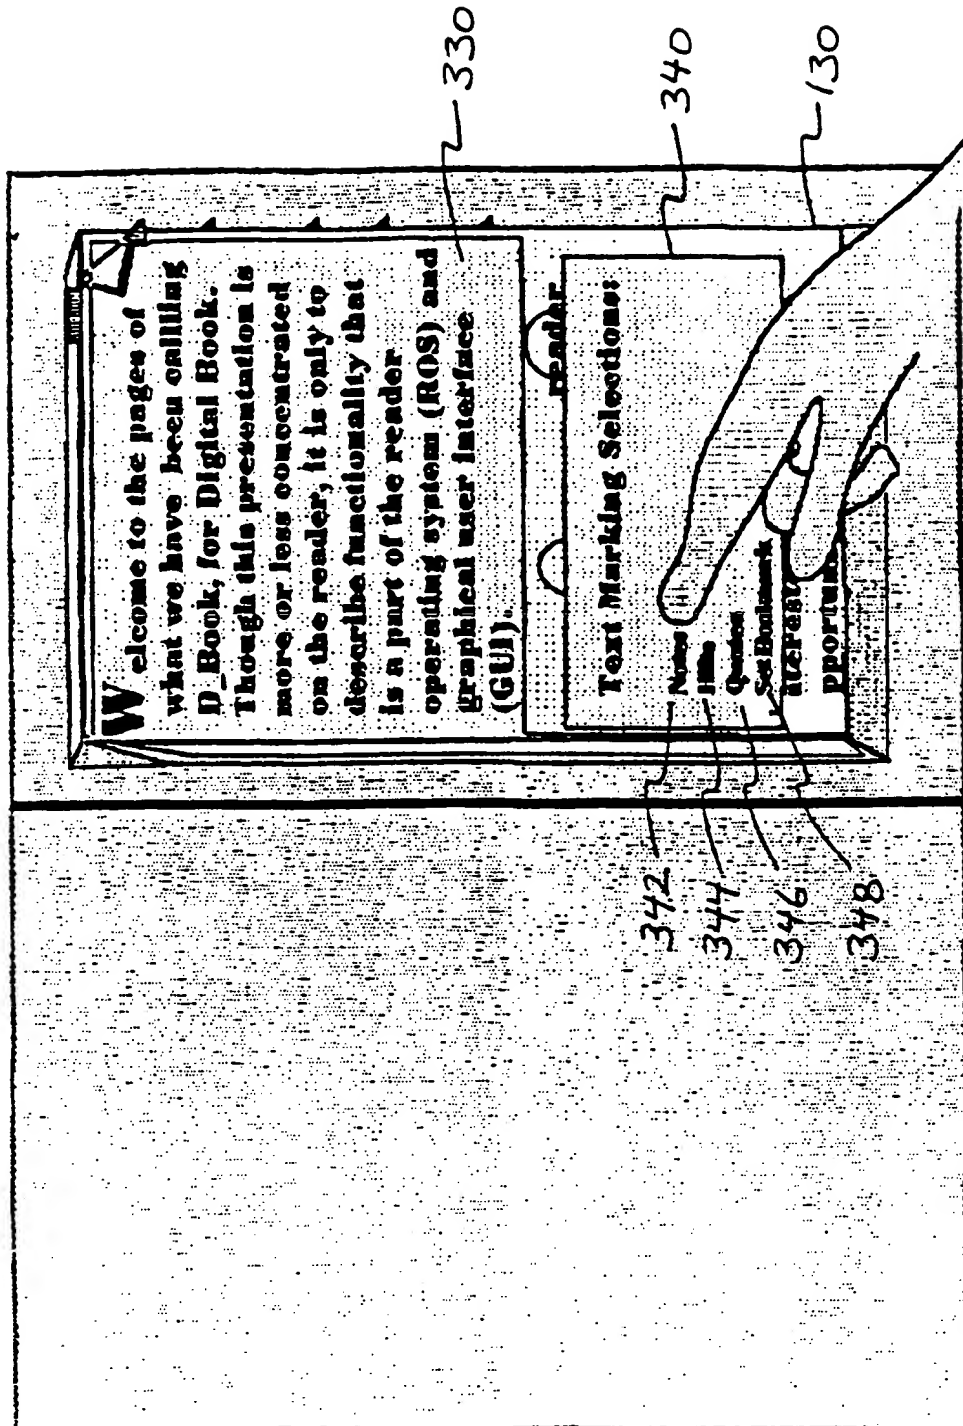 Welcome to the pages of
what we have been calling
D_Book, for Digital Book.
Though this presentation is
more or less concentrated
on the reader, it is only to
describe functionality that
is a part of the reader
operating system (ROS) and
graphical user interface
(GUI).
reader
Text Marking Selections:
Notes
Hilite
Quotes
Set Bookmark
nterest
pportun
330
340
130
342
344
346
348